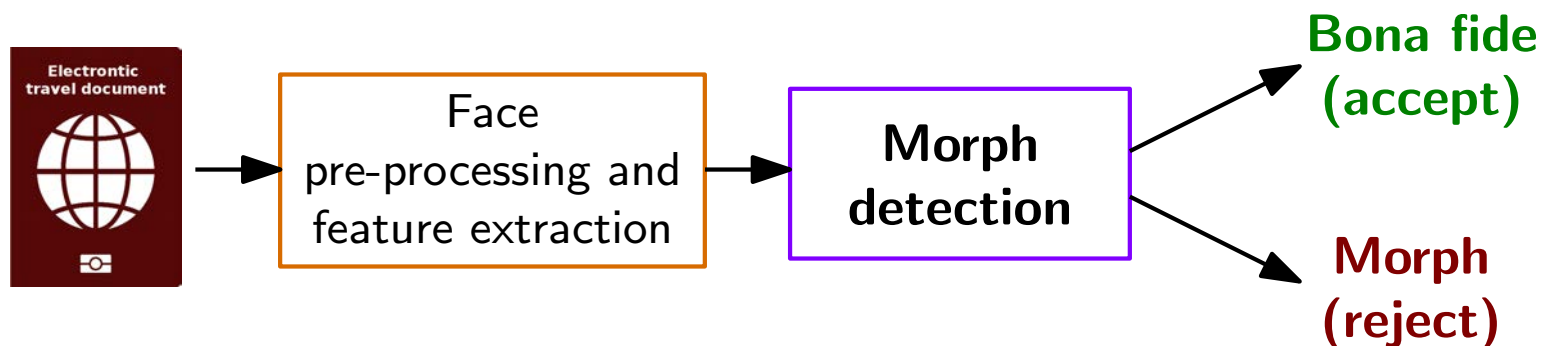 Electrontic
travel document
Face
pre-processing and
feature extraction
Morph
detection
Bona fide
(accept)
Morph
(reject)